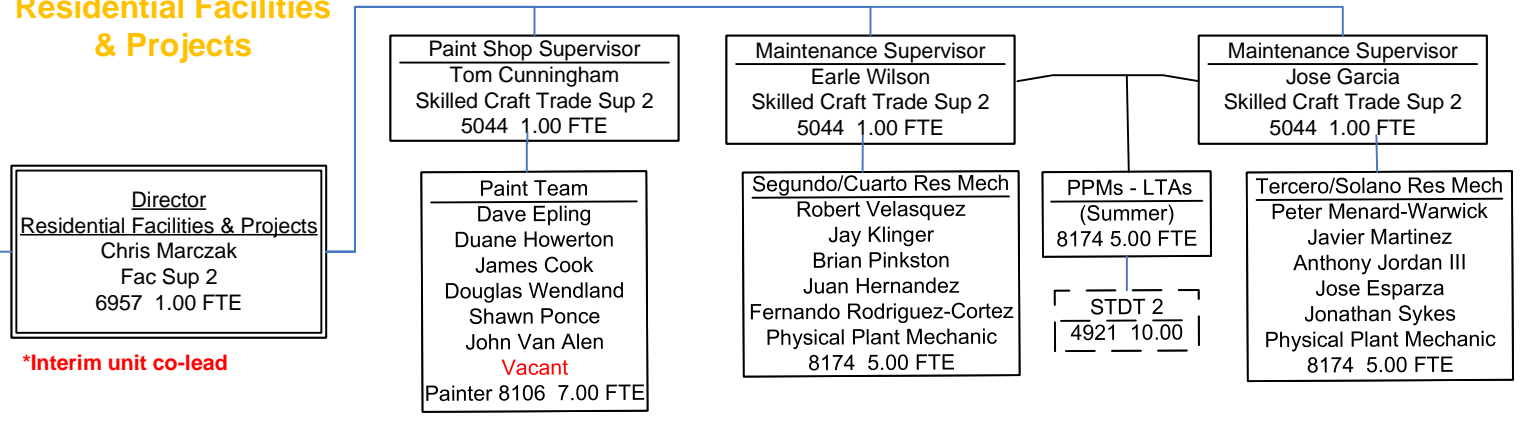 Residential Facilities
& Projects
Director
Residential Facilities & Projects
Chris Marczak
Fac Sup 2
6957 1.00 FTE
*Interim unit co-lead
Paint Shop Supervisor
Tom Cunningham
Skilled Craft Trade Sup 2
5044 1.00 FTE
Paint Team
Dave Epling
Duane Howerton
James Cook
Douglas Wendland
Shawn Ponce
John Van Alen
Vacant
Painter 8106 7.00 FTE
Maintenance Supervisor
Earle Wilson
Skilled Craft Trade Sup 2
5044 1.00 FTE
Segundo/Cuarto Res Mech
Robert Velasquez
Jay Klinger
Brian Pinkston
Juan Hernandez
Fernando Rodriguez-Cortez
Physical Plant Mechanic
8174 5.00 FTE
PPMs - LTAs
(Summer)
8174 5.00 FTE
STDT 2
4921 10.00
Maintenance Supervisor
Jose Garcia
Skilled Craft Trade Sup 2
5044 1.00 FTE
Tercero/Solano Res Mech
Peter Menard-Warwick
Javier Martinez
Anthony Jordan III
Jose Esparza
Jonathan Sykes
Physical Plant Mechanic
8174 5.00 FTE